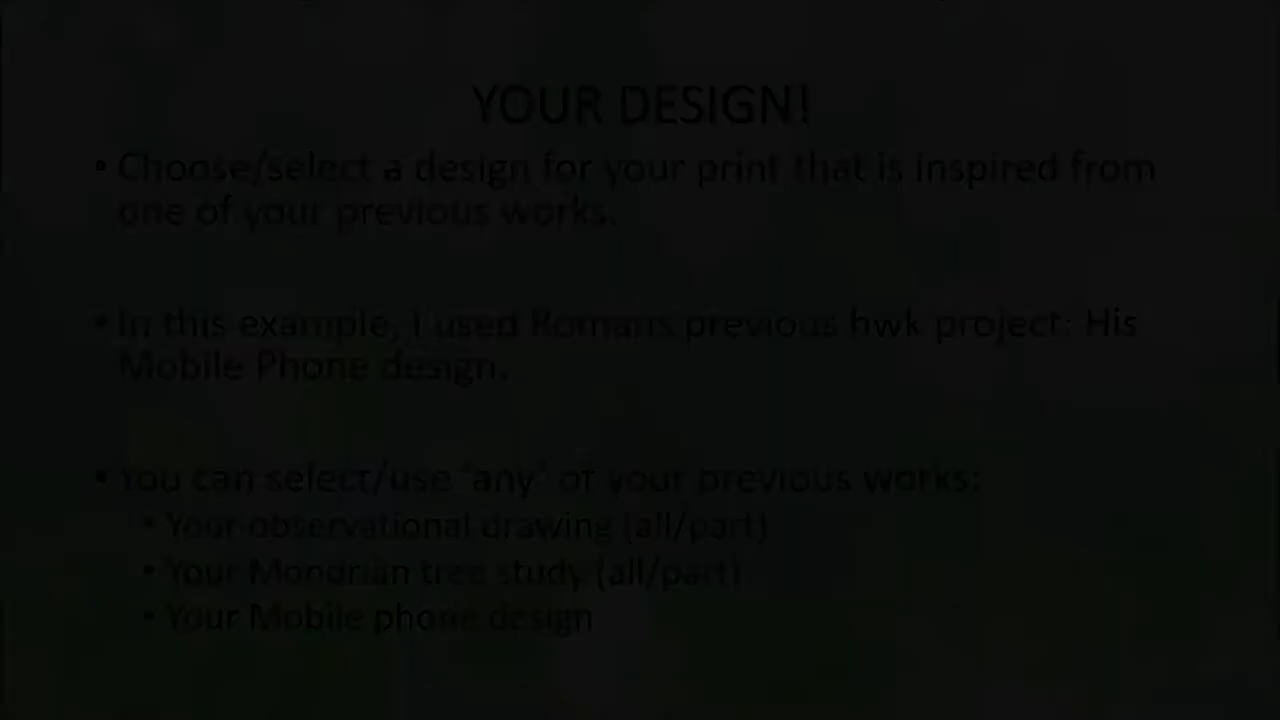 YOUR DESIGN!
• Choose/select a design for your print that is inspired from
one of your previous works.
• In this example, I used Romans previous hwk project: His
Mobile Phone design.
• You can select/use 'any' of your previous works:
• Your observational drawing (all/part)
• Your Mondrian tree study (all/part)
• Your Mobile phone design